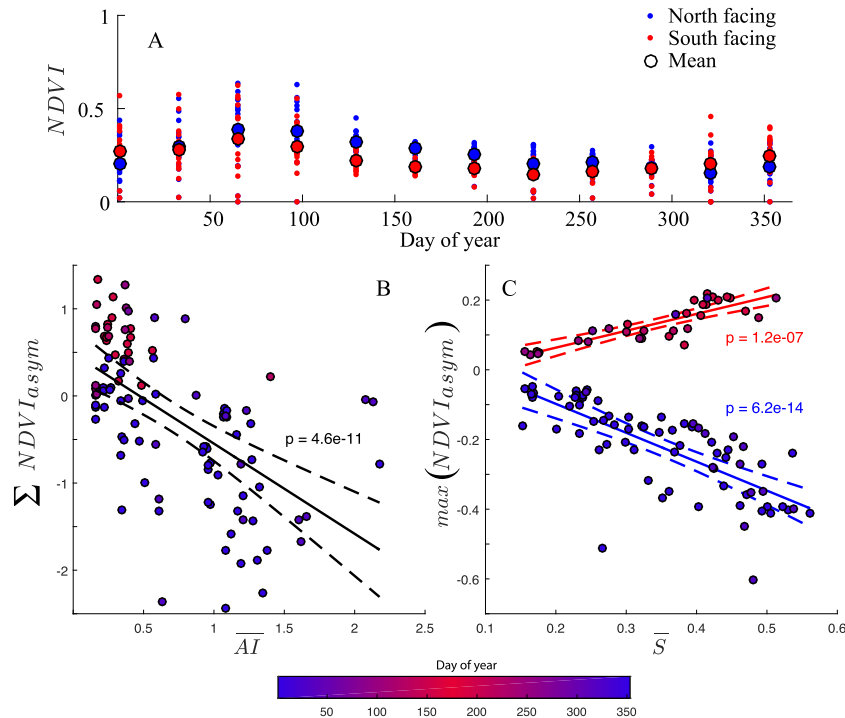 A
North facing
South facing
Mean
NDVI
1
0.5
0
50
100
150
200
250
300
350
Day of year
B
1
0
-1
-2
p = 4.6e-11
∑ NDVIasym
0.5
1
1.5
2
2.5
AI
C
0.2
0
-0.2
-0.4
-0.6
p = 1.2e-07
p = 6.2e-14
max(NDVIasym)
0.1
0.2
0.3
0.4
0.5
0.6
S
Day of year
50
100
150
200
250
300
350